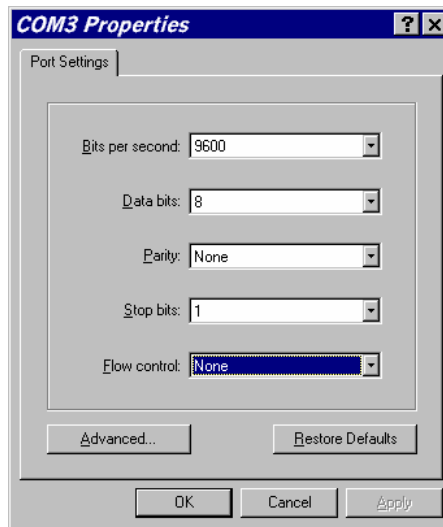 COM3 Properties
Port Settings
Bits per second: 9600
Data bits: 8
Parity: None
Stop bits: 1
Flow control: None
Advanced... Restore Defaults
OK Cancel Apply